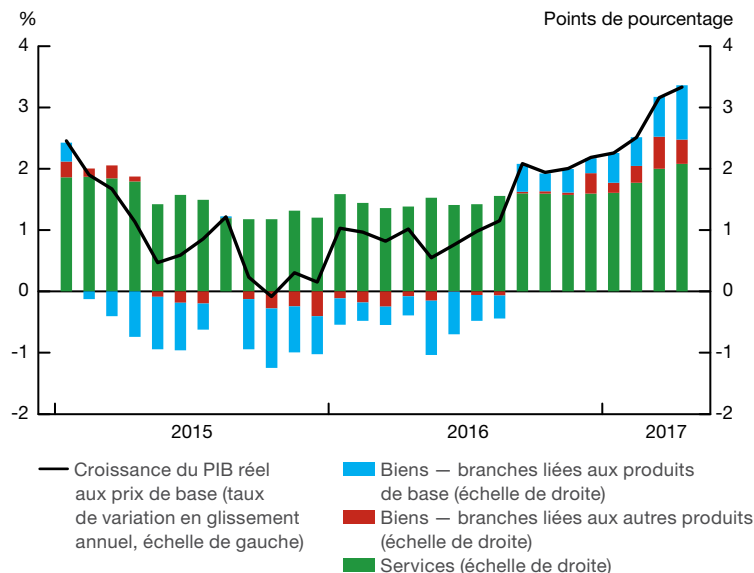 % Points de pourcentage
4 4
3 3
2 2
1 1
0 0
-1 -1
-2 -2
2015 2016 2017
Croissance du PIB réel
aux prix de base (taux
de variation en glissement
annuel, échelle de gauche)
Biens — branches liées aux produits
de base (échelle de droite)
Biens — branches liées aux autres produits
(échelle de droite)
Services (échelle de droite)